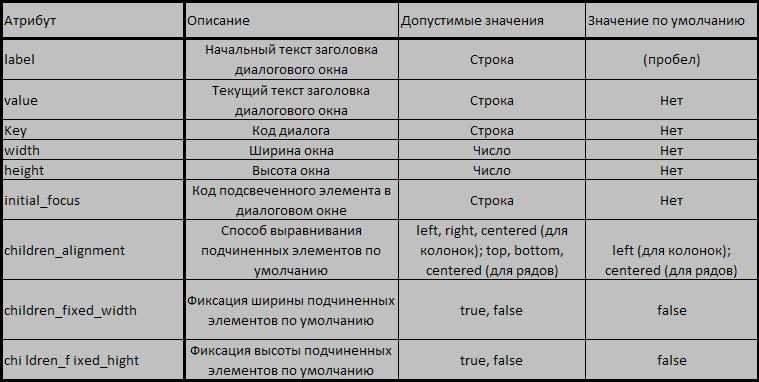 Атрибут
Описание
Допустимые значения
Значение по умолчанию
label
Начальный текст заголовка
диалогового окна
Строка
(пробел)
value
Текущий текст заголовка
диалогового окна
Строка
Нет
Key
Код диалога
Строка
Нет
width
Ширина окна
Число
Нет
height
Высота окна
Число
Нет
initial_focus
Код подсвеченного элемента в
диалоговом окне
Строка
Нет
children_alignment
Способ выравнивания
подчиненных элементов по
умолчанию
left, right, centered (для
колонок); top, bottom,
centered (для рядов)
left (для колонок);
centered (для рядов)
children_fixed_width
Фиксация ширины подчиненных
элементов по умолчанию
true, false
false
chi ldren_f ixed_hight
Фиксация высоты подчиненных
элементов по умолчанию
true, false
false